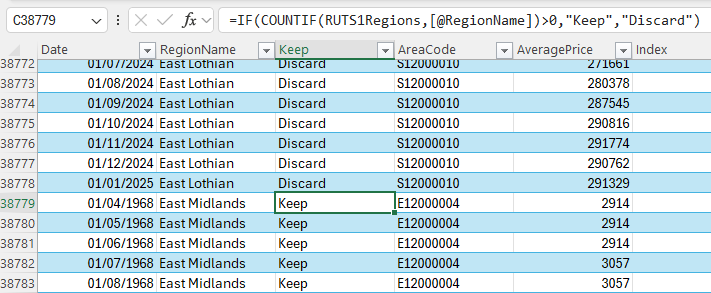 C38779 =IF(COUNTIF(RUTS1Regions,[@RegionName])>0,"Keep","Discard")
Date RegionName Keep AreaCode AveragePrice Index
38772 01/07/2024 East Lothian Discard S12000010 271661
38773 01/08/2024 East Lothian Discard S12000010 280378
38774 01/09/2024 East Lothian Discard S12000010 287545
38775 01/10/2024 East Lothian Discard S12000010 290816
38776 01/11/2024 East Lothian Discard S12000010 291774
38777 01/12/2024 East Lothian Discard S12000010 290762
38778 01/01/2025 East Lothian Discard S12000010 291329
38779 01/04/1968 East Midlands Keep E12000004 2914
38780 01/05/1968 East Midlands Keep E12000004 2914
38781 01/06/1968 East Midlands Keep E12000004 2914
38782 01/07/1968 East Midlands Keep E12000004 3057
38783 01/08/1968 East Midlands Keep E12000004 3057